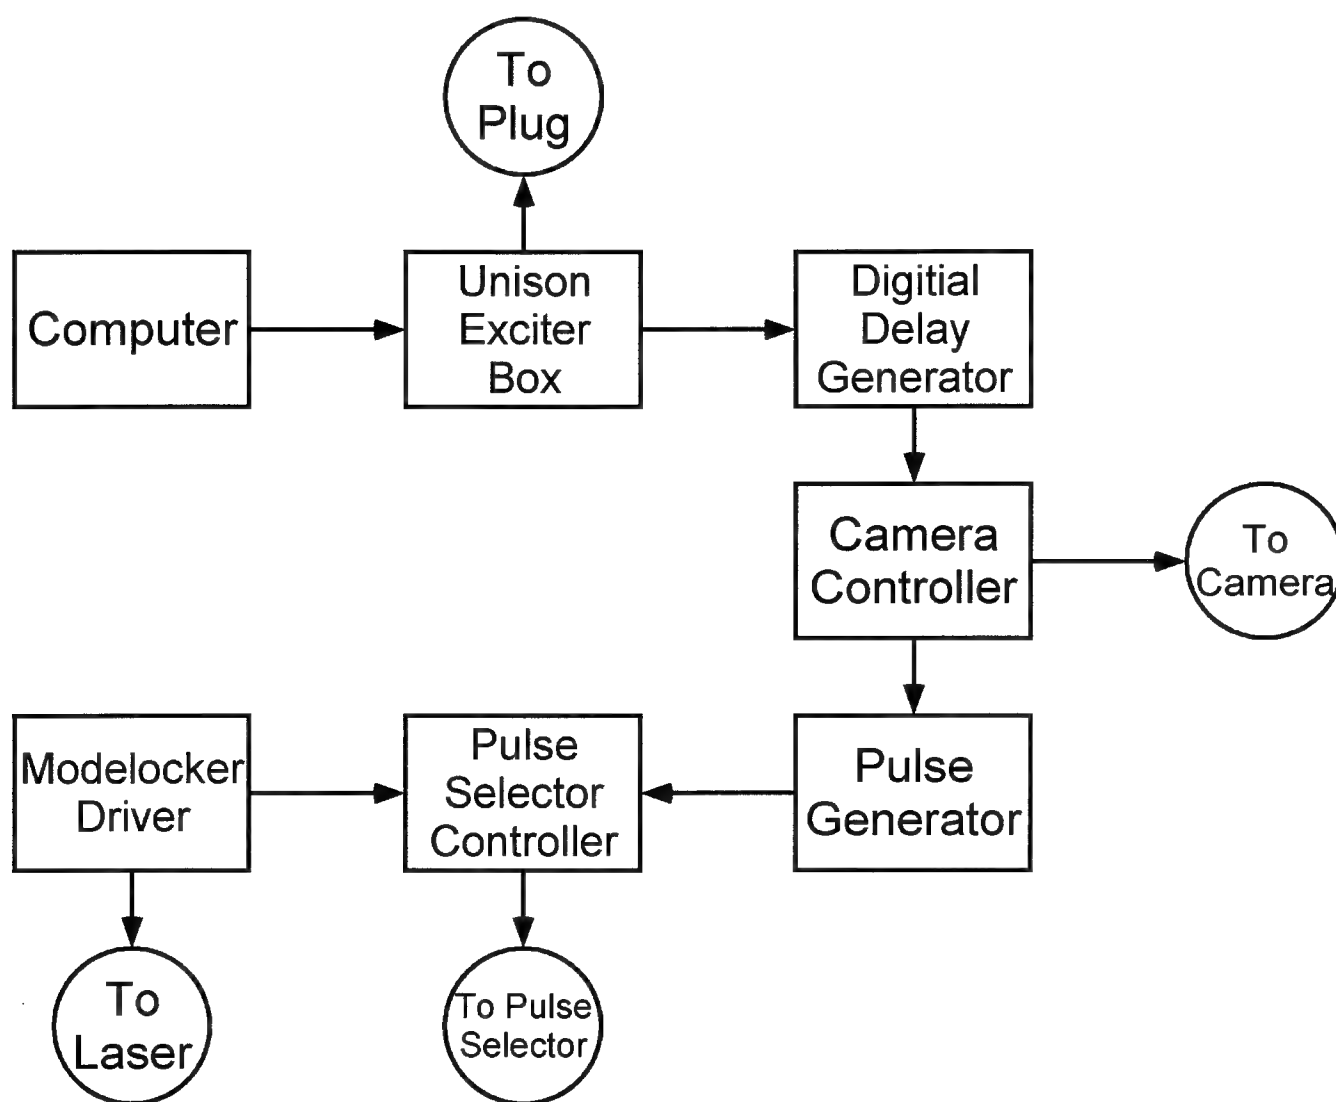 To
Plug
Computer
Unison
Exciter
Box
Digitial
Delay
Generator
Camera
Controller
To
Camera
Modelocker
Driver
Pulse
Selector
Controller
Pulse
Generator
To
Laser
To Pulse
Selector